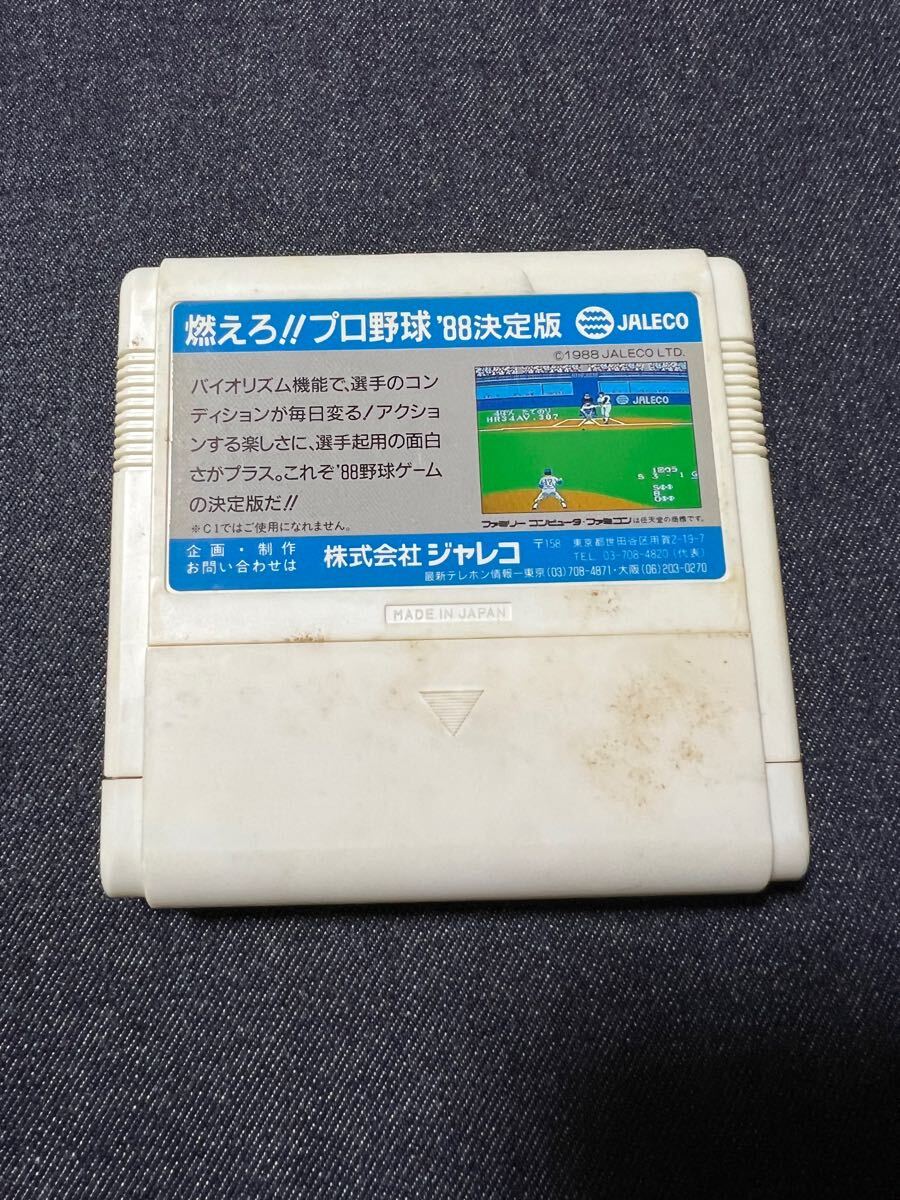 燃えろ!!プロ野球'88決定版 JALECO
©1988 JALECO LTD.
バイオリズム機能で、選手のコン
ディションが毎日変る!アクショ
ンする楽しさに、選手起用の面白
さがプラス。これぞ'88野球ゲーム
の決定版だ!!
※C1ではご使用になれません。
JALECO
HR34AV.307
1回ウラ
ファミリーコンピュータ・ファミコンは任天堂の商標です。
企画・制作
お問い合わせは
株式会社 ジャレコ
〒158 東京都世田谷区用賀2-19-7
TEL 03-708-4820(代表)
最新テレホン情報─東京(03)708-4871・大阪(06)203-0270
MADE IN JAPAN